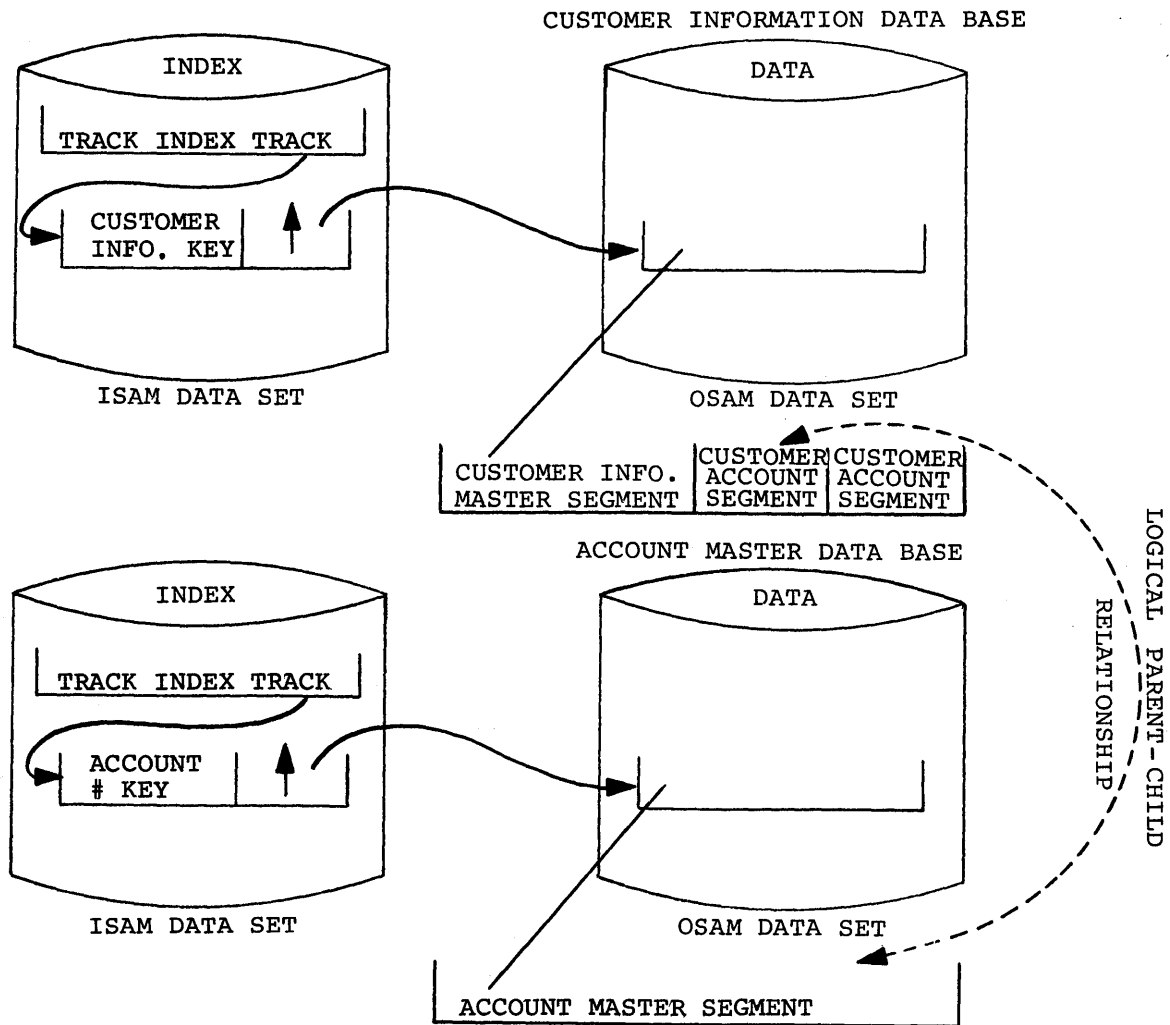 CUSTOMER INFORMATION DATA BASE
INDEX
DATA
TRACK INDEX TRACK
CUSTOMER
INFO. KEY
ISAM DATA SET
OSAM DATA SET
CUSTOMER INFO.
MASTER SEGMENT
CUSTOMER
ACCOUNT
SEGMENT
CUSTOMER
ACCOUNT
SEGMENT
ACCOUNT MASTER DATA BASE
INDEX
DATA
TRACK INDEX TRACK
ACCOUNT
# KEY
ISAM DATA SET
OSAM DATA SET
ACCOUNT MASTER SEGMENT
LOGICAL PARENT-CHILD
RELATIONSHIP